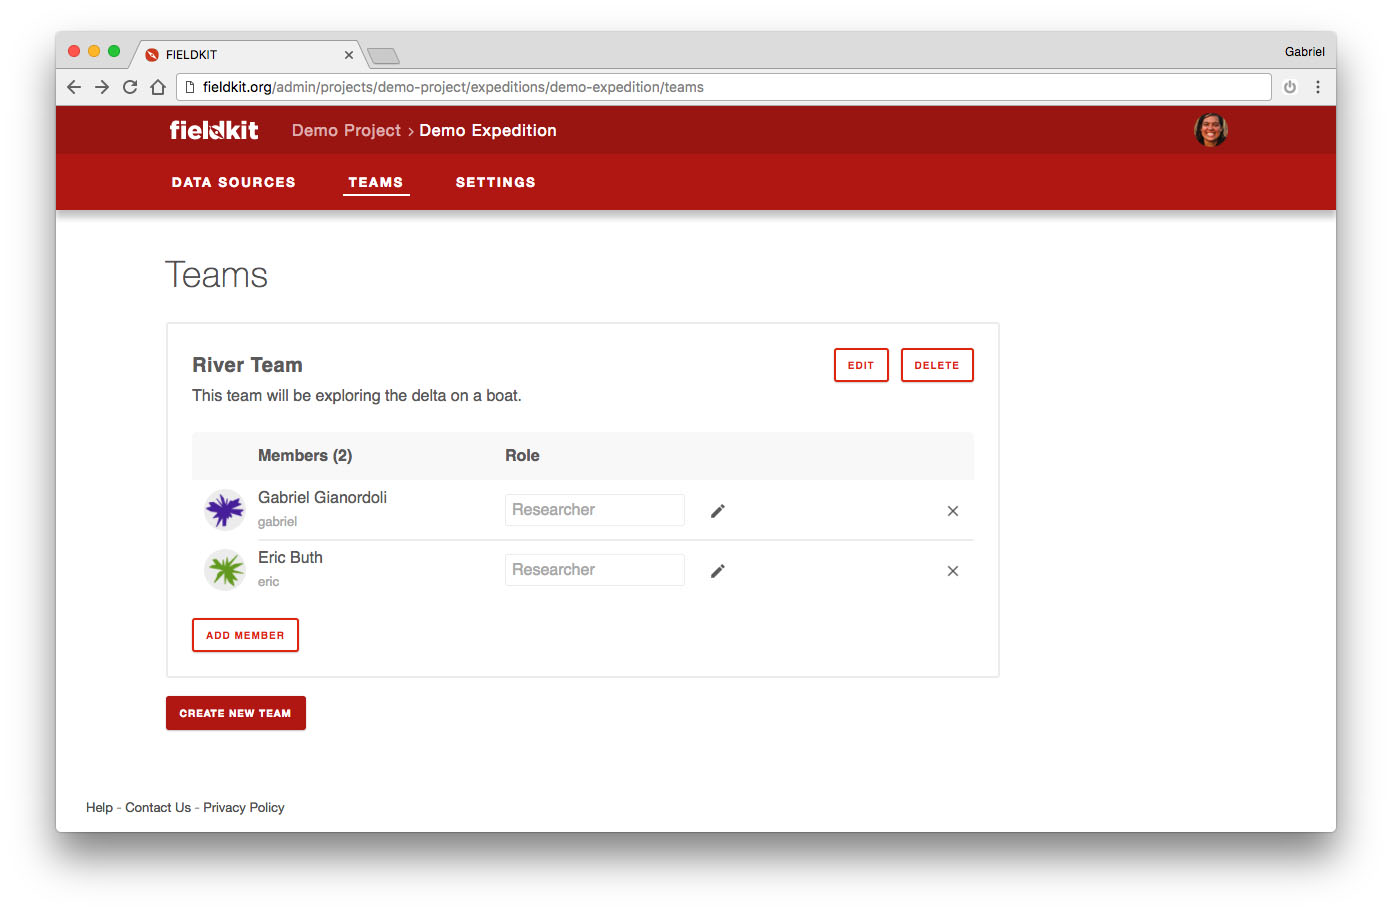 FIELDKIT
Gabriel
fieldkit.org/admin/projects/demo-project/expeditions/demo-expedition/teams
fieldkit Demo Project › Demo Expedition
DATA SOURCES TEAMS SETTINGS
Teams
River Team EDIT DELETE
This team will be exploring the delta on a boat.
Members (2) Role
Gabriel Gianordoli
gabriel
Researcher
Eric Buth
eric
Researcher
ADD MEMBER
CREATE NEW TEAM
Help - Contact Us - Privacy Policy